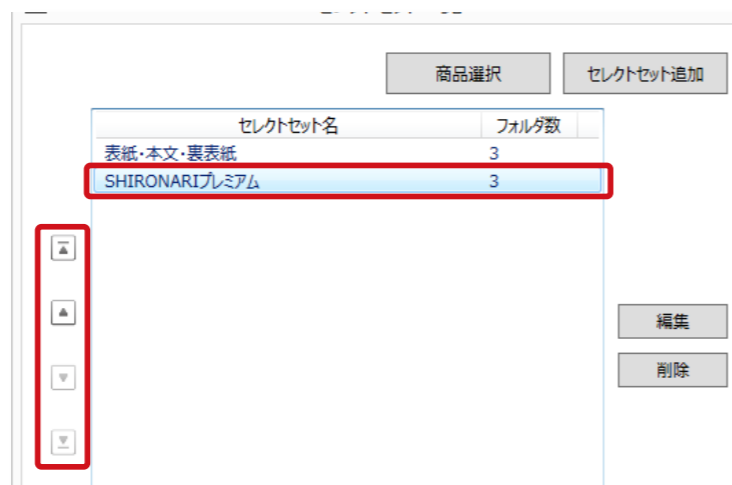 商品選択
セレクトセット追加
セレクトセット名 フォルダ数
表紙・本文・裏表紙 3
SHIRONARIプレミアム 3
編集
削除